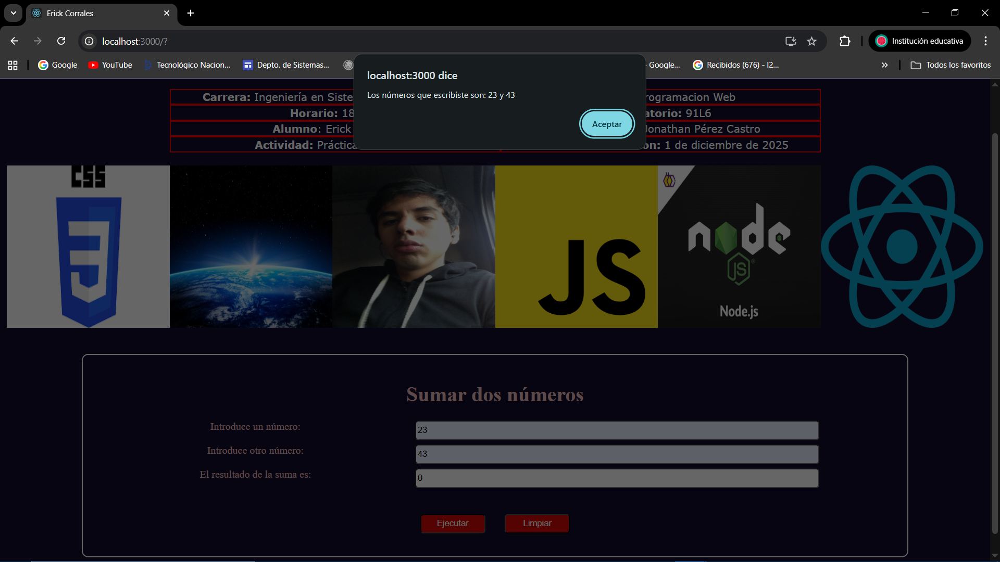 Erick Corrales
localhost:3000/?
Institución educativa
Google
YouTube
Tecnológico Nacion...
Depto. de Sistemas...
- Google...
Recibidos (676) - l2...
Todos los favoritos
localhost:3000 dice
Los números que escribiste son: 23 y 43
Aceptar
Carrera: Ingeniería en Siste
rogramacion Web
Horario: 18
atorio: 91L6
Alumno: Erick
Jonathan Pérez Castro
Actividad: Práctica
on: 1 de diciembre de 2025
CSS
JS
node
JS
Node.js
Sumar dos números
Introduce un número:
23
Introduce otro número:
43
El resultado de la suma es:
0
Ejecutar
Limpiar